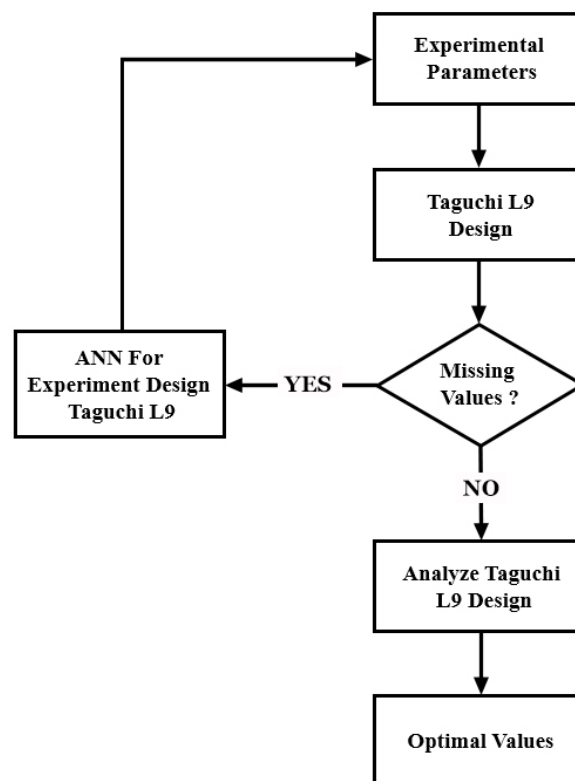 Experimental
Parameters
Taguchi L9
Design
Missing
Values ?
YES
ANN For
Experiment Design
Taguchi L9
NO
Analyze Taguchi
L9 Design
Optimal Values